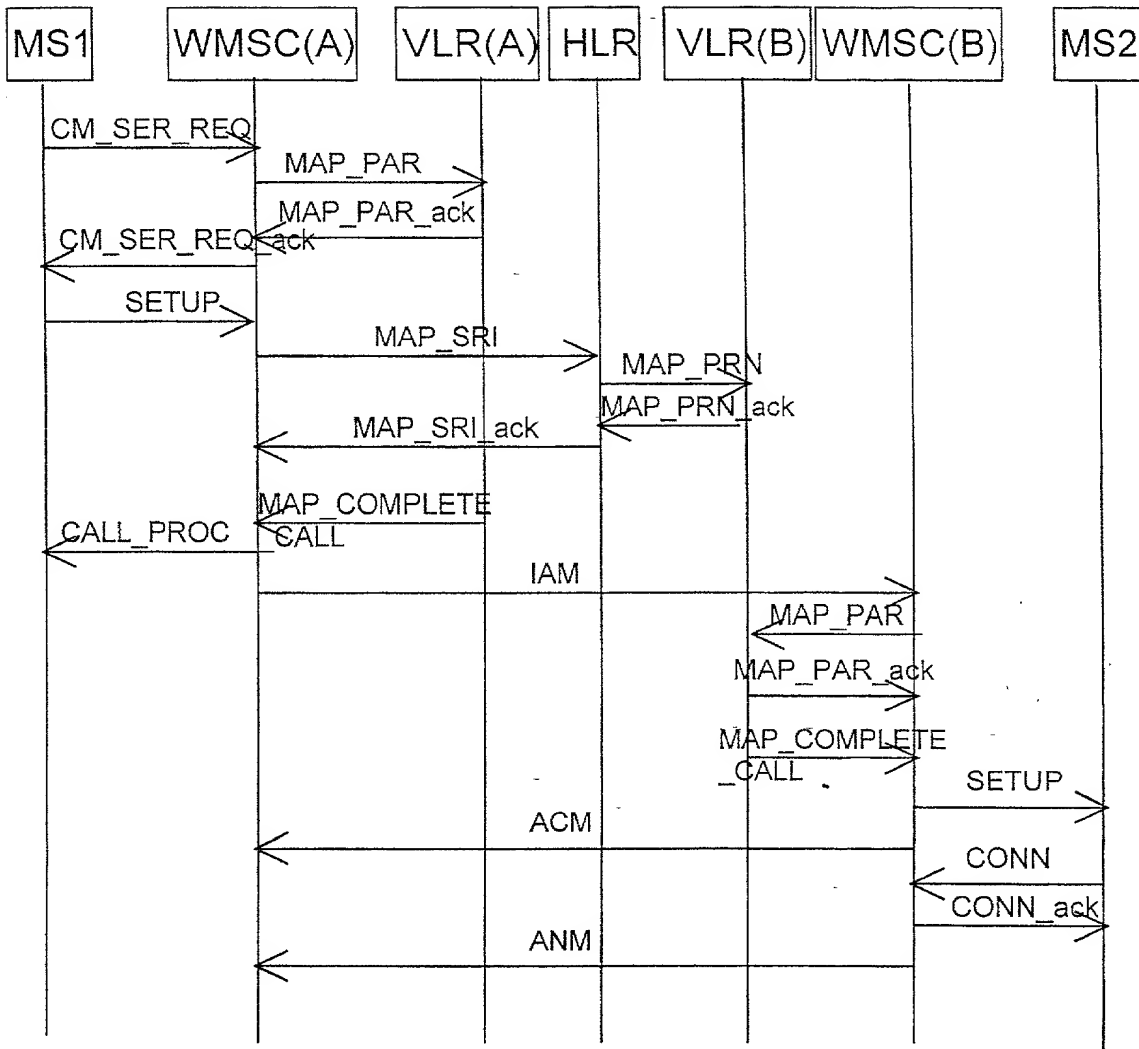 MS1 WMSC(A) VLR(A) HLR VLR(B) WMSC(B) MS2
CM_SER_REQ
MAP_PAR
MAP_PAR_ack
CM_SER_REQ_ack
SETUP
MAP_SRI
MAP_PRN
MAP_PRN_ack
MAP_SRI_ack
MAP_COMPLETE
CALL
CALL_PROC
IAM
MAP_PAR
MAP_PAR_ack
MAP_COMPLETE
_CALL
SETUP
ACM
CONN
CONN_ack
ANM